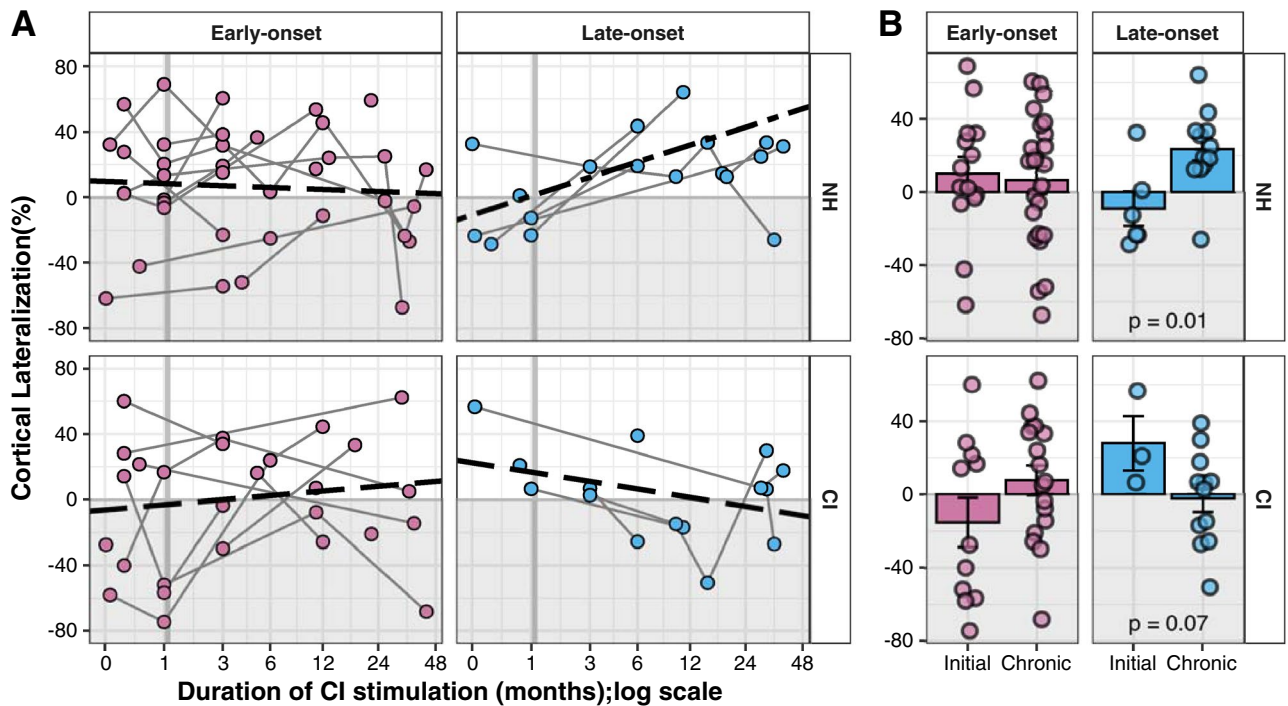 A
B
Early-onset
Late-onset
Early-onset
Late-onset
80
40
0
-40
-80
NH
40
0
-40
-80
p = 0.01
NH
80
40
0
-40
-80
CI
40
0
-40
-80
p = 0.07
CI
Cortical Lateralization(%)
0 1 3 6 12 24 48
0 1 3 6 12 24 48
Initial Chronic
Initial Chronic
Duration of CI stimulation (months);log scale